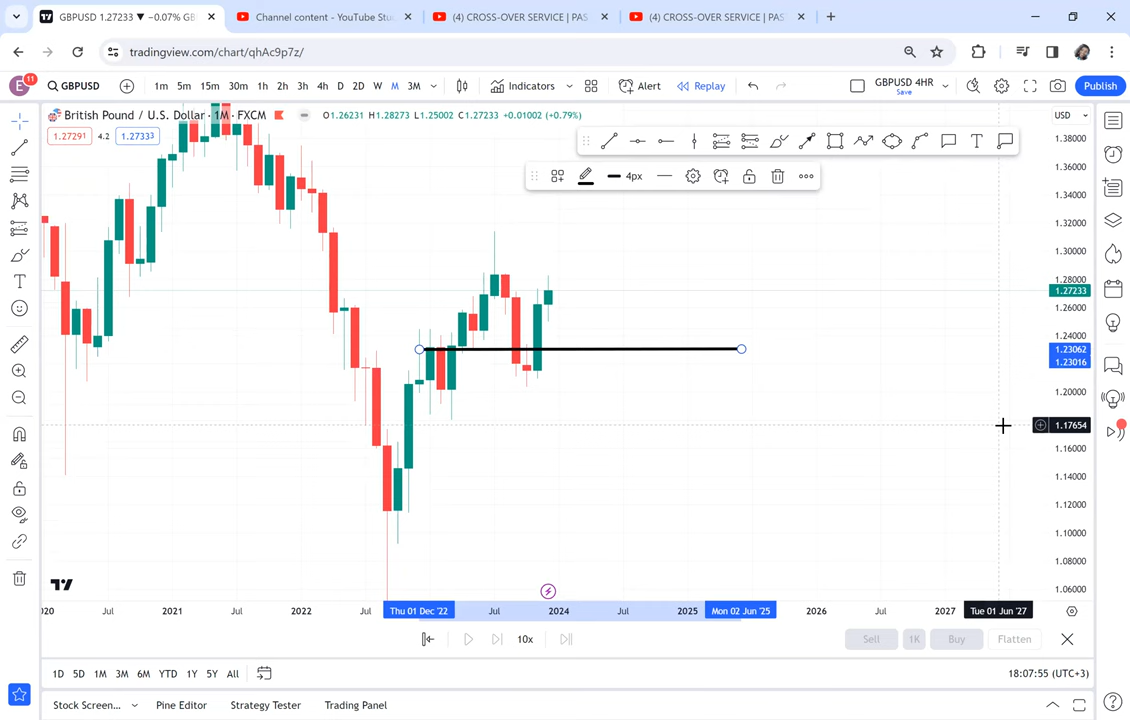 GBPUSD 1.27233 ▼ −0.07% GB
Channel content - YouTube Stu
(4) CROSS-OVER SERVICE | PAS
(4) CROSS-OVER SERVICE | PAS
tradingview.com/chart/qhAc9p7z/
E 11 GBPUSD 1m 5m 15m 30m 1h 2h 3h 4h D 2D W M 3M Indicators Alert Replay GBPUSD 4HR Save Publish
British Pound / U.S. Dollar · 1M · FXCM O1.26231 H1.28273 L1.25002 C1.27233 +0.01002 (+0.79%) USD
1.27291 4.2 1.27333
4px
1.38000
1.36000
1.34000
1.32000
1.30000
1.28000
1.27233
1.26000
1.24000
1.23062
1.23016
1.20000
1.17654
1.16000
1.14000
1.12000
1.10000
1.08000
1.06000
2020 Jul 2021 Jul 2022 Jul Thu 01 Dec '22 Jul 2024 Jul 2025 Mon 02 Jun '25 2026 Jul 2027 Tue 01 Jun '27
10x Sell 1K Buy Flatten
1D 5D 1M 3M 6M YTD 1Y 5Y All 18:07:55 (UTC+3)
Stock Screen... Pine Editor Strategy Tester Trading Panel